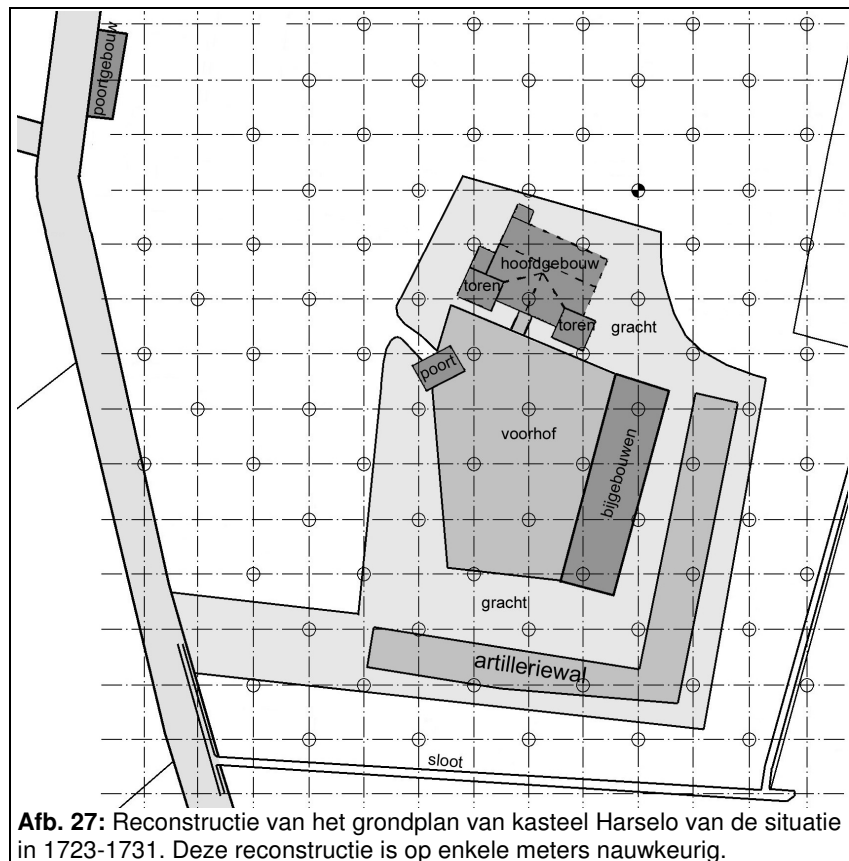 poortgebouw
hoofdgebouw
toren
toren
gracht
poort
voorhof
bijgebouwen
gracht
artilleriewal
sloot
Afb. 27: Reconstructie van het grondplan van kasteel Harselo van de situatie
in 1723-1731. Deze reconstructie is op enkele meters nauwkeurig.